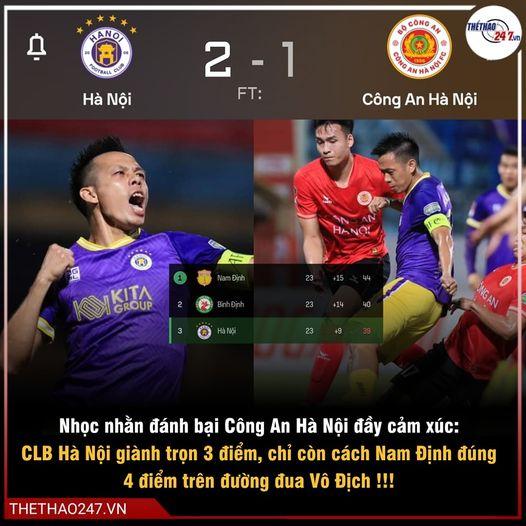 HANOI
FOOTBALL CLUB
2 - 1
FT:
BỘ CÔNG AN
CÔNG AN HÀ NỘI FC
THỂTHAO
247.VN
Hà Nội
Công An Hà Nội
KITA
GROUP
HANOI
CÔNG AN
1 Nam Định 23 +15 44
2 Bình Định 23 +14 40
3 Hà Nội 23 +9 39
Nhọc nhằn đánh bại Công An Hà Nội đầy cảm xúc:
CLB Hà Nội giành trọn 3 điểm, chỉ còn cách Nam Định đúng
4 điểm trên đường đua Vô Địch !!!
THETHAO247.VN